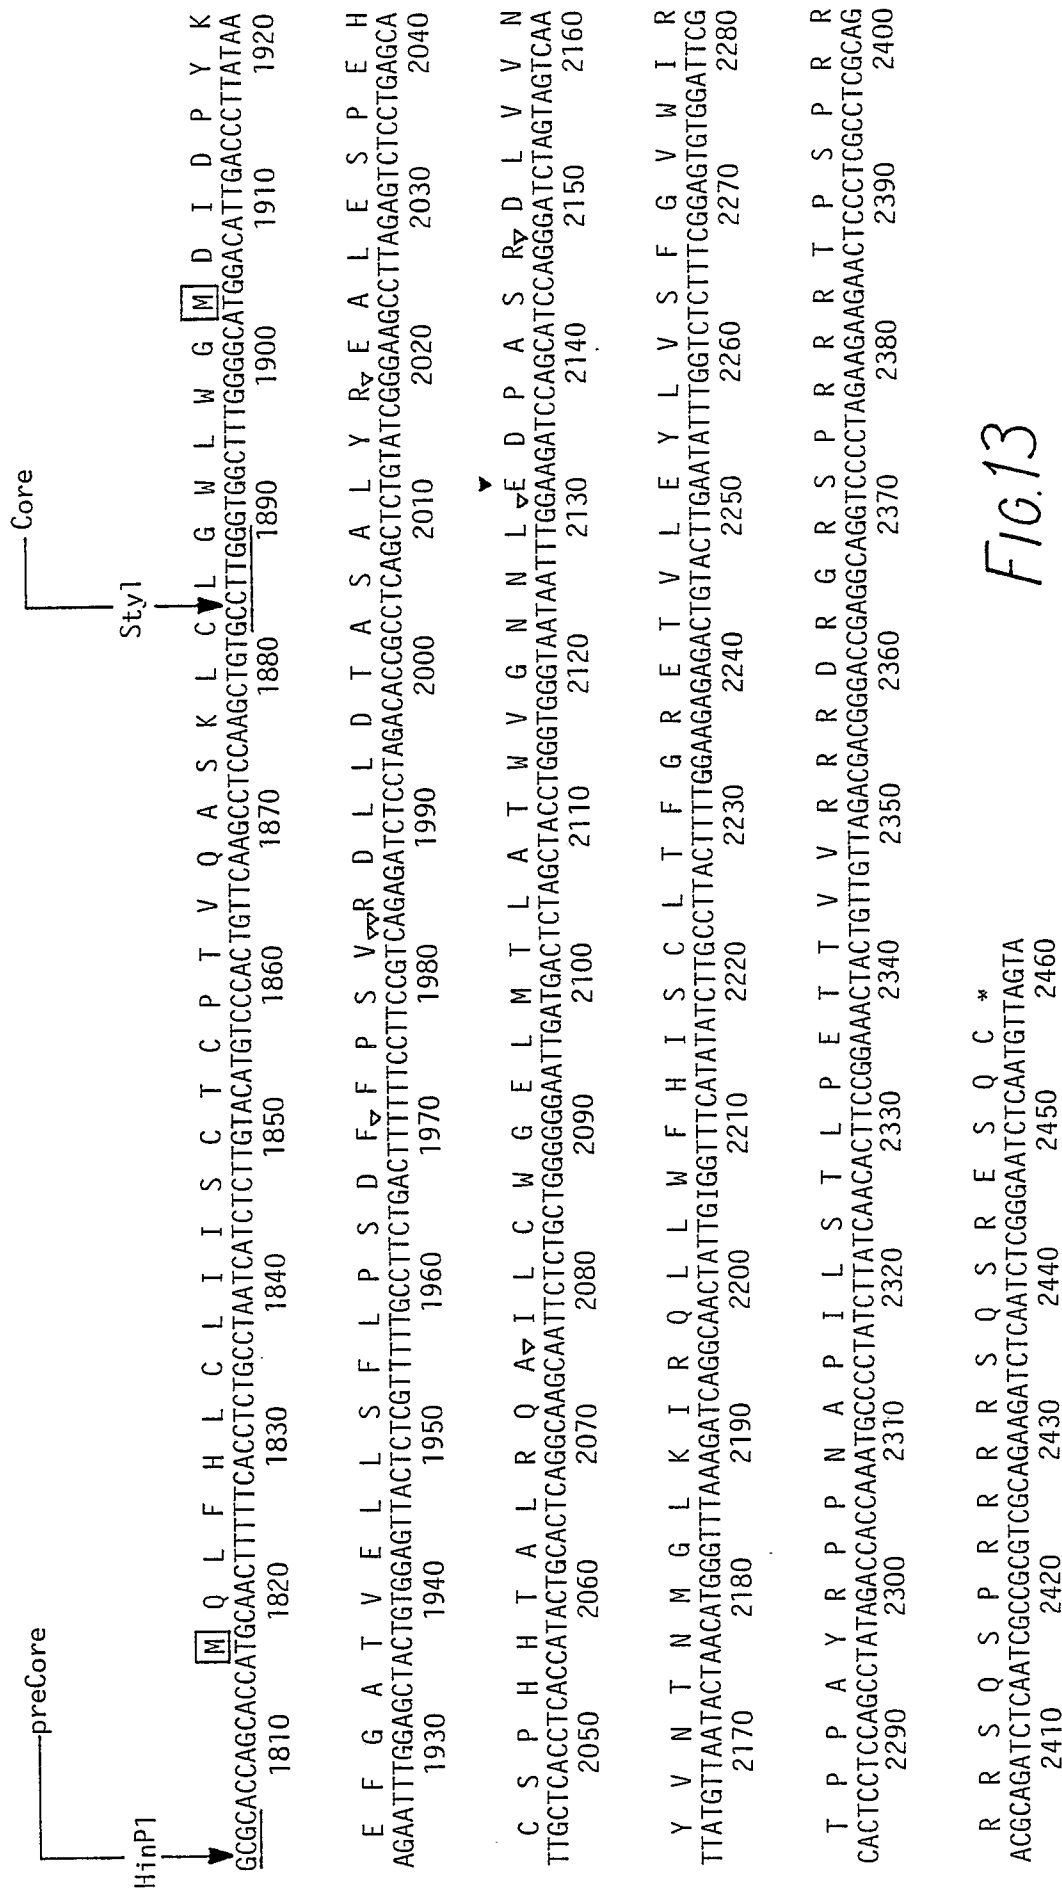 preCore Core
HinP1 Sty1
M Q L F H L C L I I S C T C P T V Q A S K L C L G W L W G M D I D P Y K
GCGCACCAGCACCATGCAACTTTTTCACCTCTGCCTAATCATCTCTTGTACATGTCCCACTGTTCAAGCCTCCAAGCTGTGCCTTGGGTGGCTTTGGGGCATGGACATTGACCCTTATAA
1810 1820 1830 1840 1850 1860 1870 1880 1890 1900 1910 1920
E F G A T V E L L S F L P S D F▽F P S V▽▽R D L L D T A S A L Y R▽E A L E S P E H
AGAATTTGGAGCTACTGTGGAGTTACTCTCGTTTTTGCCTTCTGACTTTTTTCCTTCCGTCAGAGATCTCCTAGACACCGCCTCAGCTCTGTATCGGGAAGCCTTAGAGTCTCCTGAGCA
1930 1940 1950 1960 1970 1980 1990 2000 2010 2020 2030 2040
C S P H H T A L R Q A▽I L C W G E L M T L A T W V G N N L▽E D P A S R▽D L V V N
TTGCTCACCTCACCATACTGCACTCAGGCAAGCAATTCTCTGCTGGGGGGAATTGATGACTCTAGCTACCTGGGTGGGTAATAATTTGGAAGATCCAGCATCCAGGGATCTAGTAGTCAA
2050 2060 2070 2080 2090 2100 2110 2120 2130 2140 2150 2160
Y V N T N M G L K I R Q L L W F H I S C L T F G R E T V L E Y L V S F G V W I R
TTATGTTAATACTAACATGGGTTTAAAGATCAGGCAACTATTGIGGTTTCATATATCTTGCCTTACTTTTGGAAGAGAGACTGTACTTGAATATTTGGTCTCTTTCGGAGTGTGGATTCG
2170 2180 2190 2200 2210 2220 2230 2240 2250 2260 2270 2280
T P P A Y R P P N A P I L S T L P E T T V V R R R D R G R S P R R R T P S P R R
CACTCCTCCAGCCTATAGACCACCAAATGCCCCTATCTTATCAACACTTCCGGAAACTACTGTTGTTAGACGACGGGACCGAGGCAGGTCCCCTAGAAGAAGAACTCCCTCGCCTCGCAG
2290 2300 2310 2320 2330 2340 2350 2360 2370 2380 2390 2400
R R S Q S P R R R R S Q S R E S Q C *
ACGCAGATCTCAATCGCCGCGTCGCAGAAGATCTCAATCTCGGGAATCTCAATGTTAGTA
2410 2420 2430 2440 2450 2460
FIG. 13